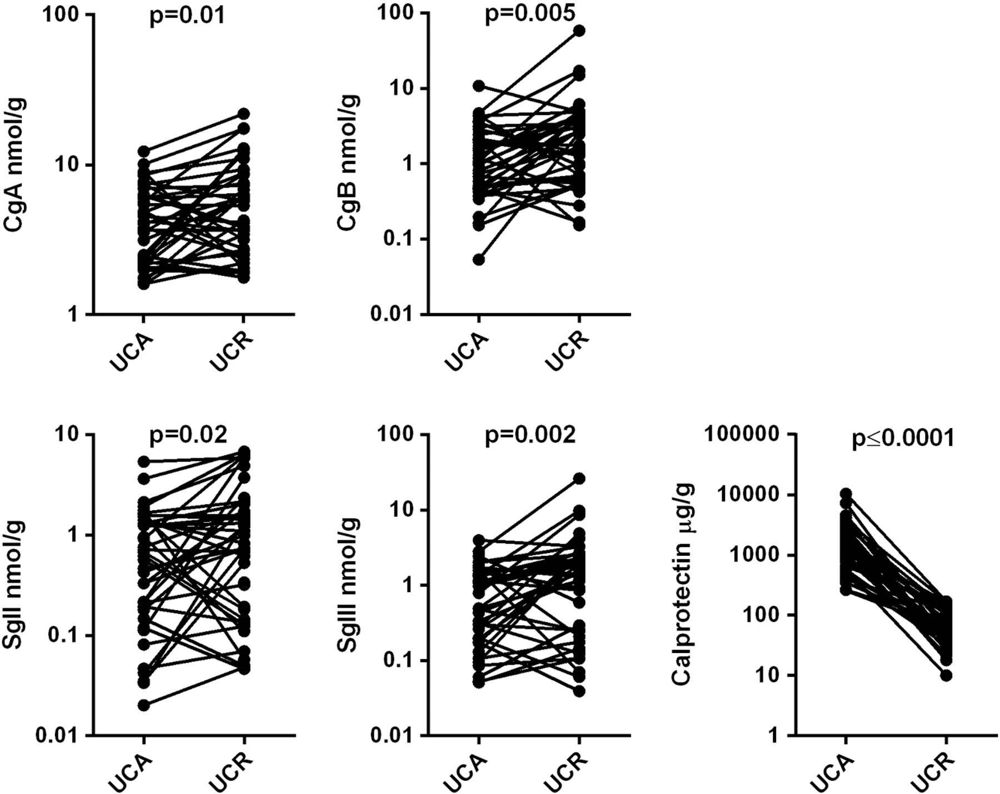 p=0.01
CgA nmol/g
100
10
1
UCA
UCR
p=0.005
CgB nmol/g
100
10
1
0.1
0.01
UCA
UCR
p=0.02
SgII nmol/g
10
1
0.1
0.01
UCA
UCR
p=0.002
SgIII nmol/g
100
10
1
0.1
0.01
UCA
UCR
p≤0.0001
Calprotectin µg/g
100000
10000
1000
100
10
1
UCA
UCR